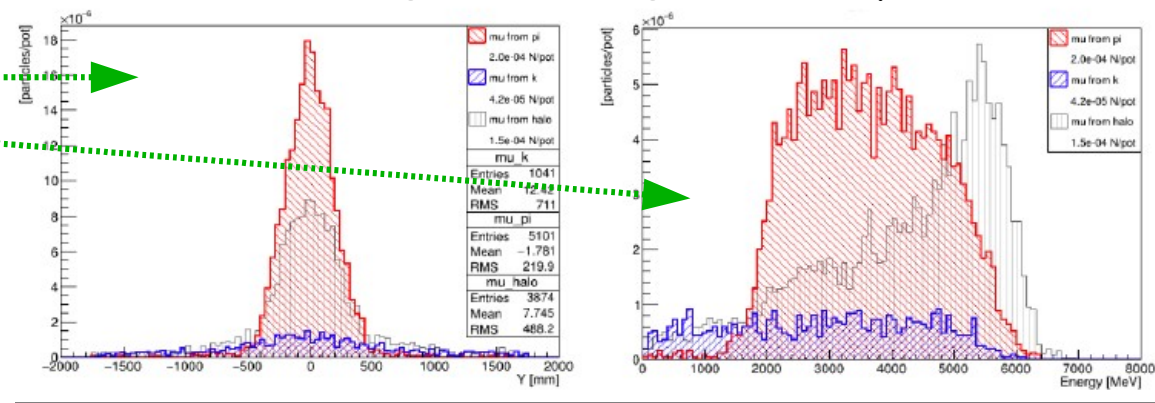 ×10⁻⁶
[particles/pot]
18
16
14
12
10
8
6
4
2
0
−2000 −1500 −1000 −500 0 500 1000 1500 2000
Y [mm]
mu from pi
2.0e-04 N/pot
mu from k
4.2e-05 N/pot
mu from halo
1.5e-04 N/pot
mu_k
Entries 1041
Mean 12.42
RMS 711
mu_pi
Entries 5101
Mean −1.781
RMS 219.9
mu_halo
Entries 3874
Mean 7.745
RMS 488.2
×10⁻⁶
[particles/pot]
6
5
4
3
2
1
0
0 1000 2000 3000 4000 5000 6000 7000 8000
Energy [MeV]
mu from pi
2.0e-04 N/pot
mu from k
4.2e-05 N/pot
mu from halo
1.5e-04 N/pot